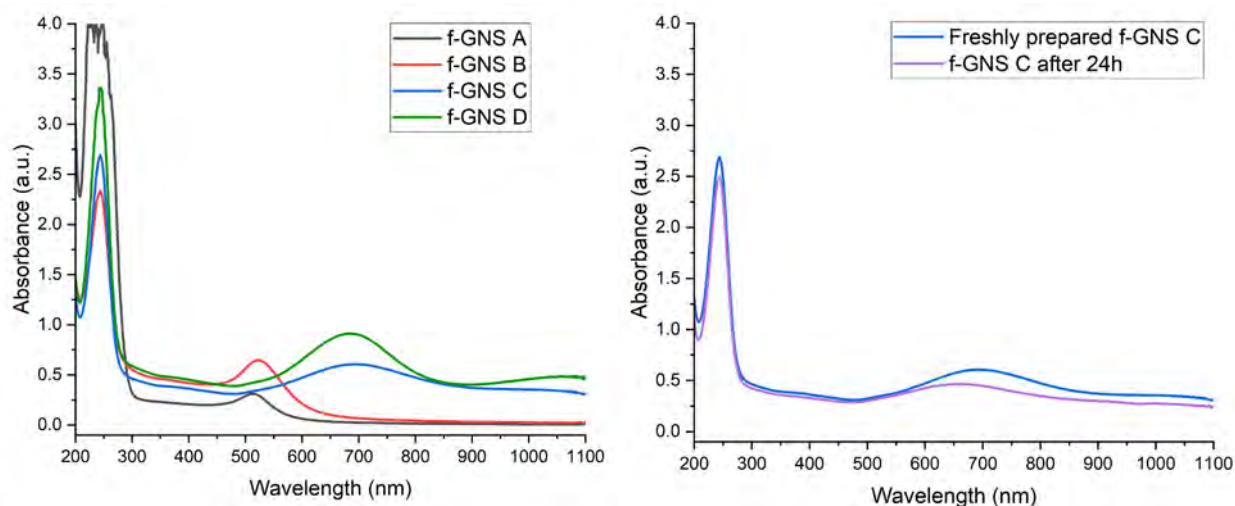 4.0
3.5
3.0
2.5
2.0
1.5
1.0
0.5
0.0
Absorbance (a.u.)
f-GNS A
f-GNS B
f-GNS C
f-GNS D
200 300 400 500 600 700 800 900 1000 1100
Wavelength (nm)
4.0
3.5
3.0
2.5
2.0
1.5
1.0
0.5
0.0
Absorbance (a.u.)
Freshly prepared f-GNS C
f-GNS C after 24h
200 300 400 500 600 700 800 900 1000 1100
Wavelength (nm)